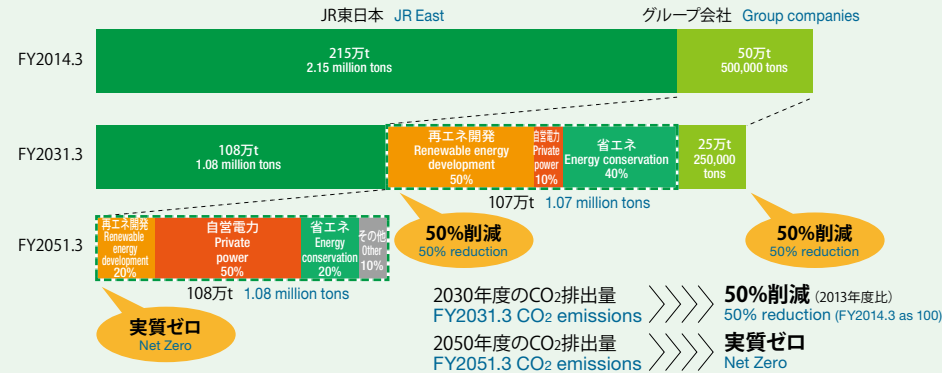 JR東日本 JR East
グループ会社 Group companies
FY2014.3
215万t
2.15 million tons
50万t
500,000 tons
FY2031.3
108万t
1.08 million tons
再エネ開発
Renewable energy
development
50%
自営電力
Private
power
10%
省エネ
Energy conservation
40%
25万t
250,000
tons
107万t 1.07 million tons
FY2051.3
再エネ開発
Renewable
energy
development
20%
自営電力
Private
power
50%
省エネ
Energy
conservation
20%
その他
Other
10%
108万t 1.08 million tons
50%削減
50% reduction
50%削減
50% reduction
実質ゼロ
Net Zero
2030年度のCO2排出量
FY2031.3 CO2 emissions
50%削減 (2013年度比)
50% reduction (FY2014.3 as 100)
2050年度のCO2排出量
FY2051.3 CO2 emissions
実質ゼロ
Net Zero